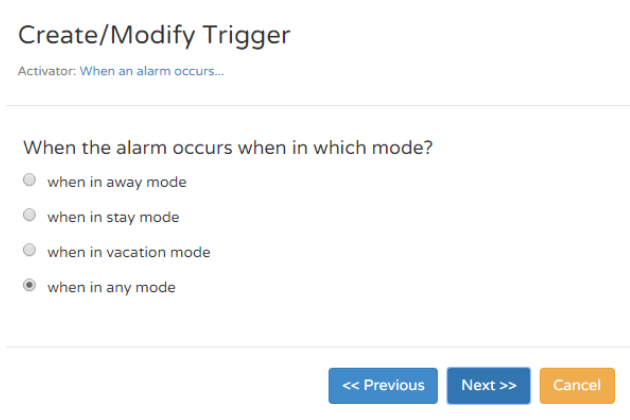 Create/Modify Trigger
Activator: When an alarm occurs...
When the alarm occurs when in which mode?
when in away mode
when in stay mode
when in vacation mode
when in any mode
<< Previous
Next >>
Cancel